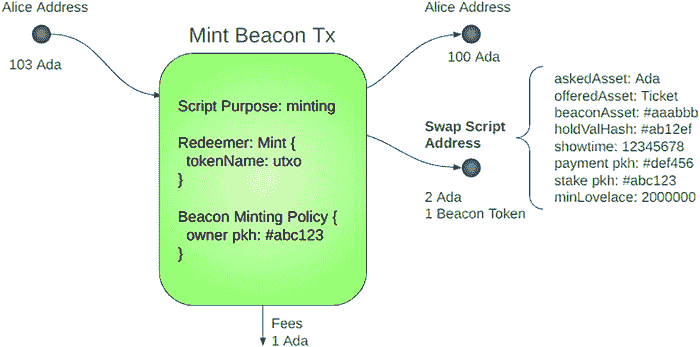 Alice Address
103 Ada
Mint Beacon Tx
Script Purpose: minting
Redeemer: Mint {
tokenName: utxo
}
Beacon Minting Policy {
owner pkh: #abc123
}
Fees
1 Ada
Alice Address
100 Ada
Swap Script
Address
2 Ada
1 Beacon Token
askedAsset: Ada
offeredAsset: Ticket
beaconAsset: #aaabbb
holdValHash: #ab12ef
showtime: 12345678
payment pkh: #def456
stake pkh: #abc123
minLovelace: 2000000